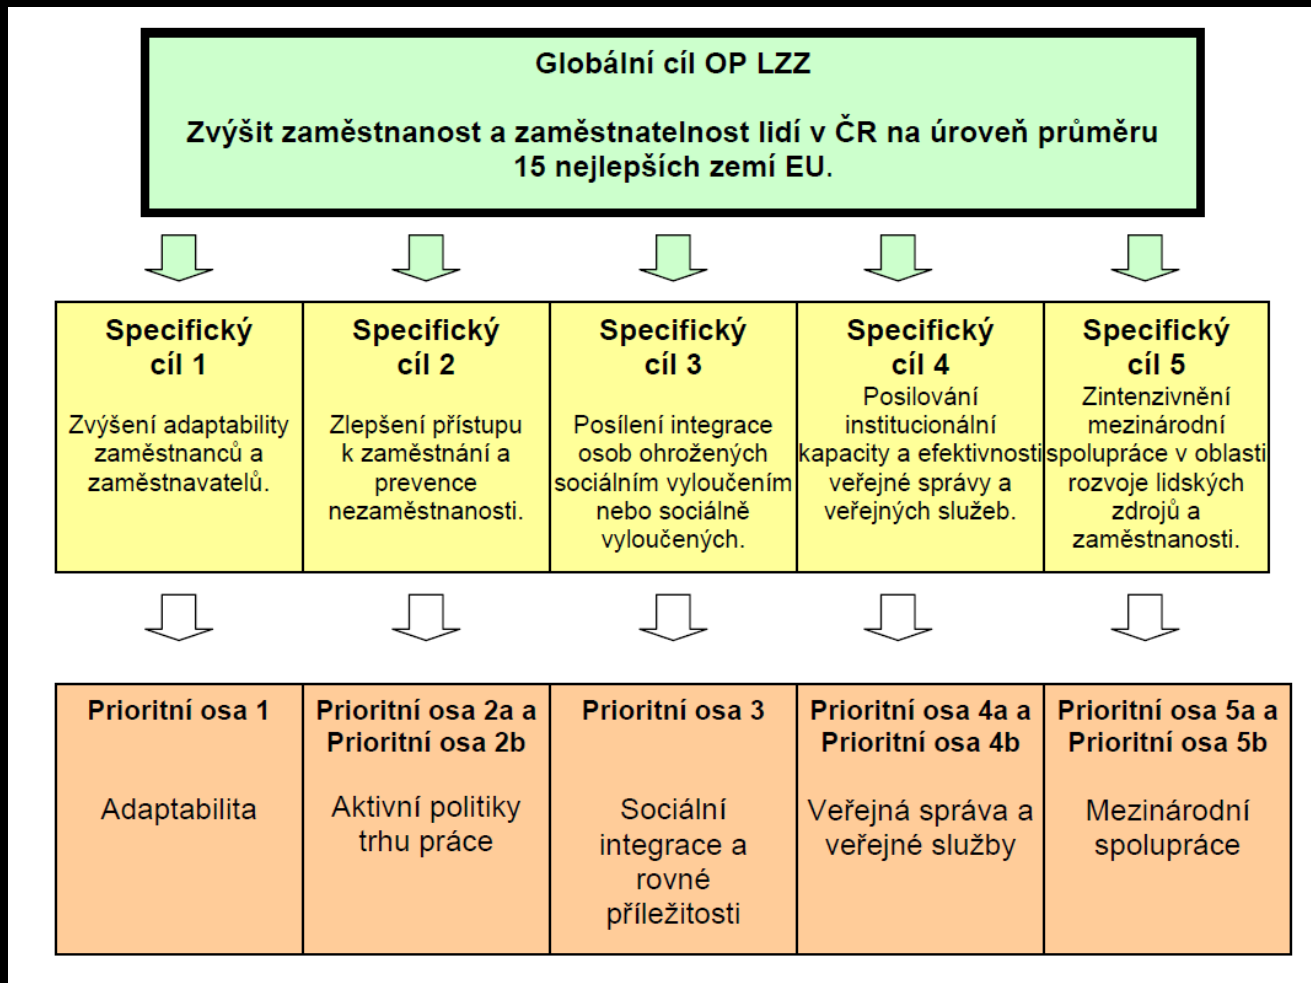 Globální cíl OP LZZ
Zvýšit zaměstnanost a zaměstnatelnost lidí v ČR na úroveň průměru
15 nejlepších zemí EU.
Specifický
cíl 1
Zvýšení adaptability
zaměstnanců a
zaměstnavatelů.
Specifický
cíl 2
Zlepšení přístupu
k zaměstnání a
prevence
nezaměstnanosti.
Specifický
cíl 3
Posílení integrace
osob ohrožených
sociálním vyloučením
nebo sociálně
vyloučených.
Specifický
cíl 4
Posilování
institucionální
kapacity a efektivnosti
veřejné správy a
veřejných služeb.
Specifický
cíl 5
Zintenzivnění
mezinárodní
spolupráce v oblasti
rozvoje lidských
zdrojů a
zaměstnanosti.
Prioritní osa 1
Adaptabilita
Prioritní osa 2a a
Prioritní osa 2b
Aktivní politiky
trhu práce
Prioritní osa 3
Sociální
integrace a
rovné
příležitosti
Prioritní osa 4a a
Prioritní osa 4b
Veřejná správa a
veřejné služby
Prioritní osa 5a a
Prioritní osa 5b
Mezinárodní
spolupráce